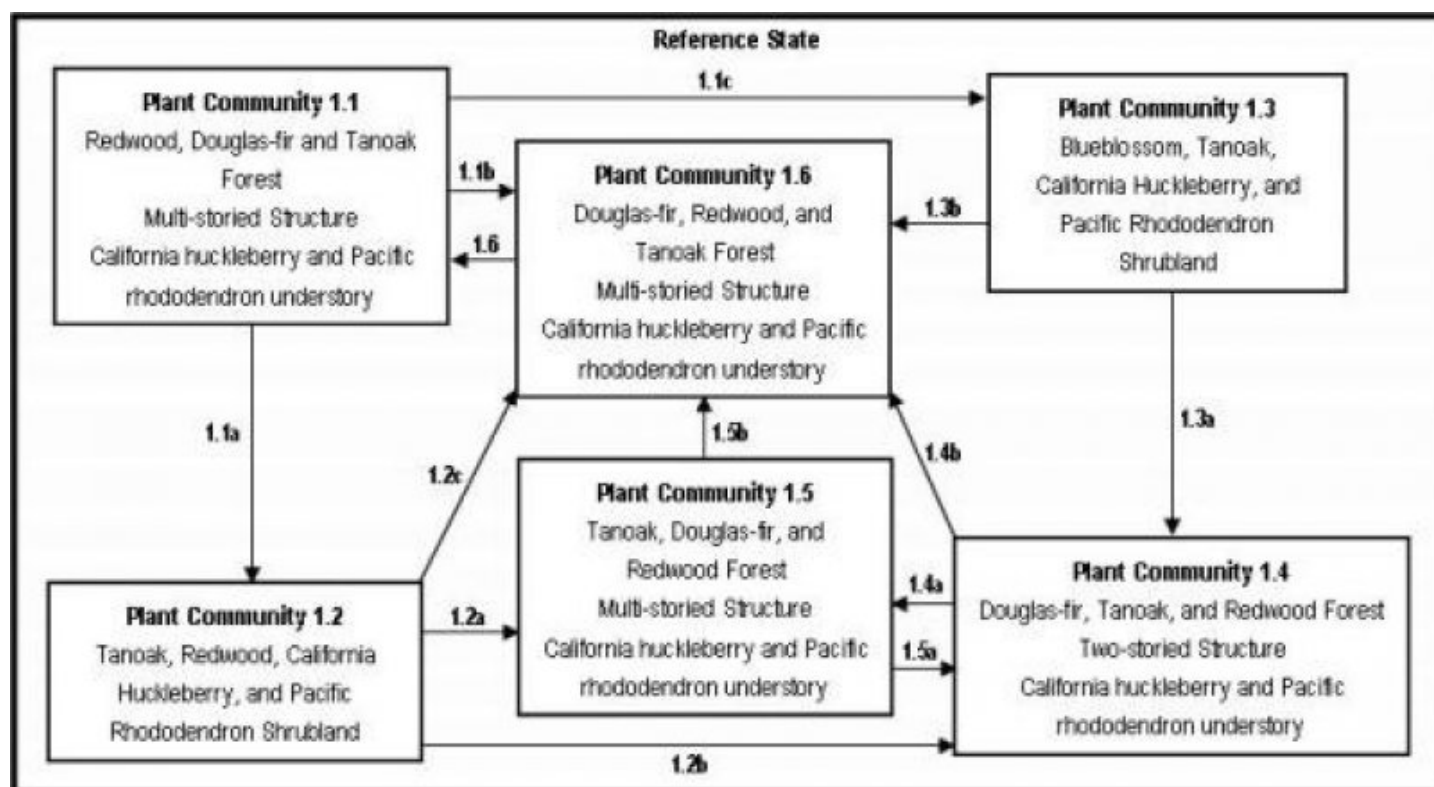 Reference State
Plant Community 1.1
Redwood, Douglas-fir and Tanoak
Forest
Multi-storied Structure
California huckleberry and Pacific
rhododendron understory
1.1c
Plant Community 1.3
Blueblossom, Tanoak,
California Huckleberry, and
Pacific Rhododendron
Shrubland
1.1b
1.6
Plant Community 1.6
Douglas-fir, Redwood, and
Tanoak Forest
Multi-storied Structure
California huckleberry and Pacific
rhododendron understory
1.3b
1.1a
1.2c
1.5b
1.4b
1.3a
Plant Community 1.5
Tanoak, Douglas-fir, and
Redwood Forest
Multi-storied Structure
California huckleberry and Pacific
rhododendron understory
Plant Community 1.2
Tanoak, Redwood, California
Huckleberry, and Pacific
Rhododendron Shrubland
1.2a
1.4a
1.5a
Plant Community 1.4
Douglas-fir, Tanoak, and Redwood Forest
Two-storied Structure
California huckleberry and Pacific
rhododendron understory
1.2b